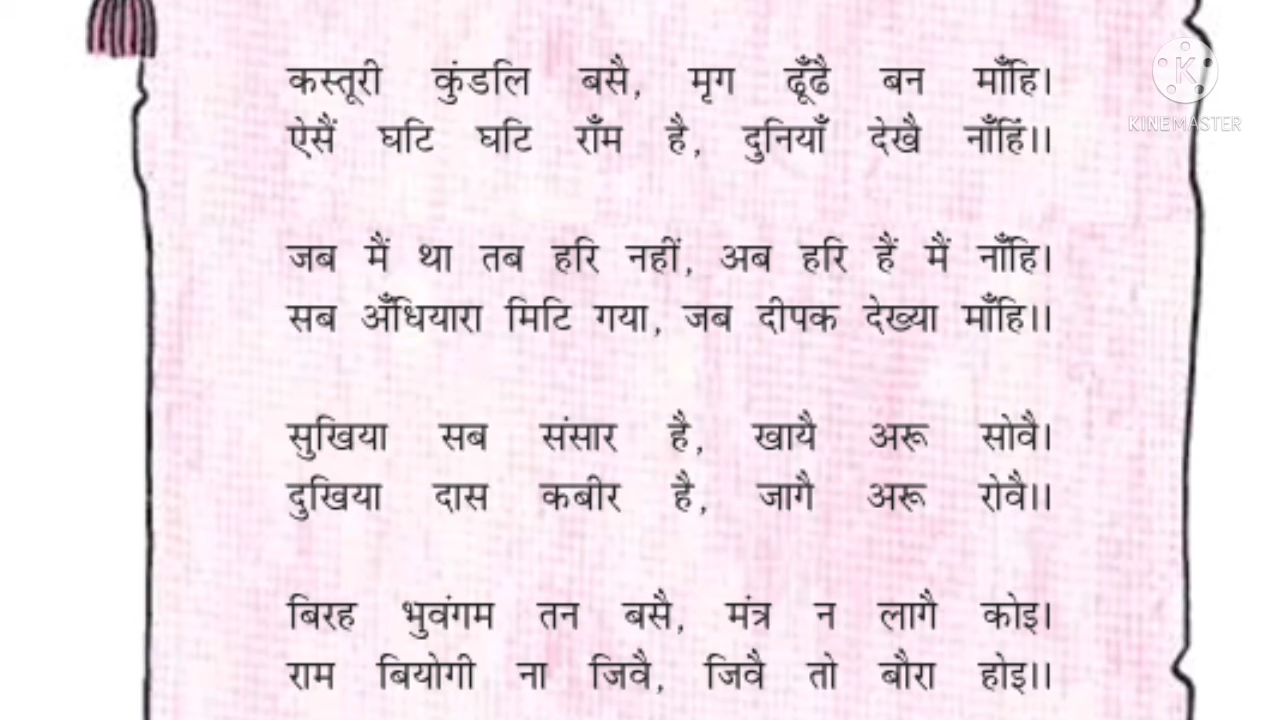 कस्तूरी कुंडलि बसै, मृग ढूँढै बन माँहि।
ऐसैं घटि घटि राँम है, दुनियाँ देखै नाँहिं।।
जब मैं था तब हरि नहीं, अब हरि हैं मैं नाँहि।
सब अँधियारा मिटि गया, जब दीपक देख्या माँहि।।
सुखिया सब संसार है, खायै अरू सोवै।
दुखिया दास कबीर है, जागै अरू रोवै।।
बिरह भुवंगम तन बसै, मंत्र न लागै कोइ।
राम बियोगी ना जिवै, जिवै तो बौरा होइ।।
K
KINEMASTER